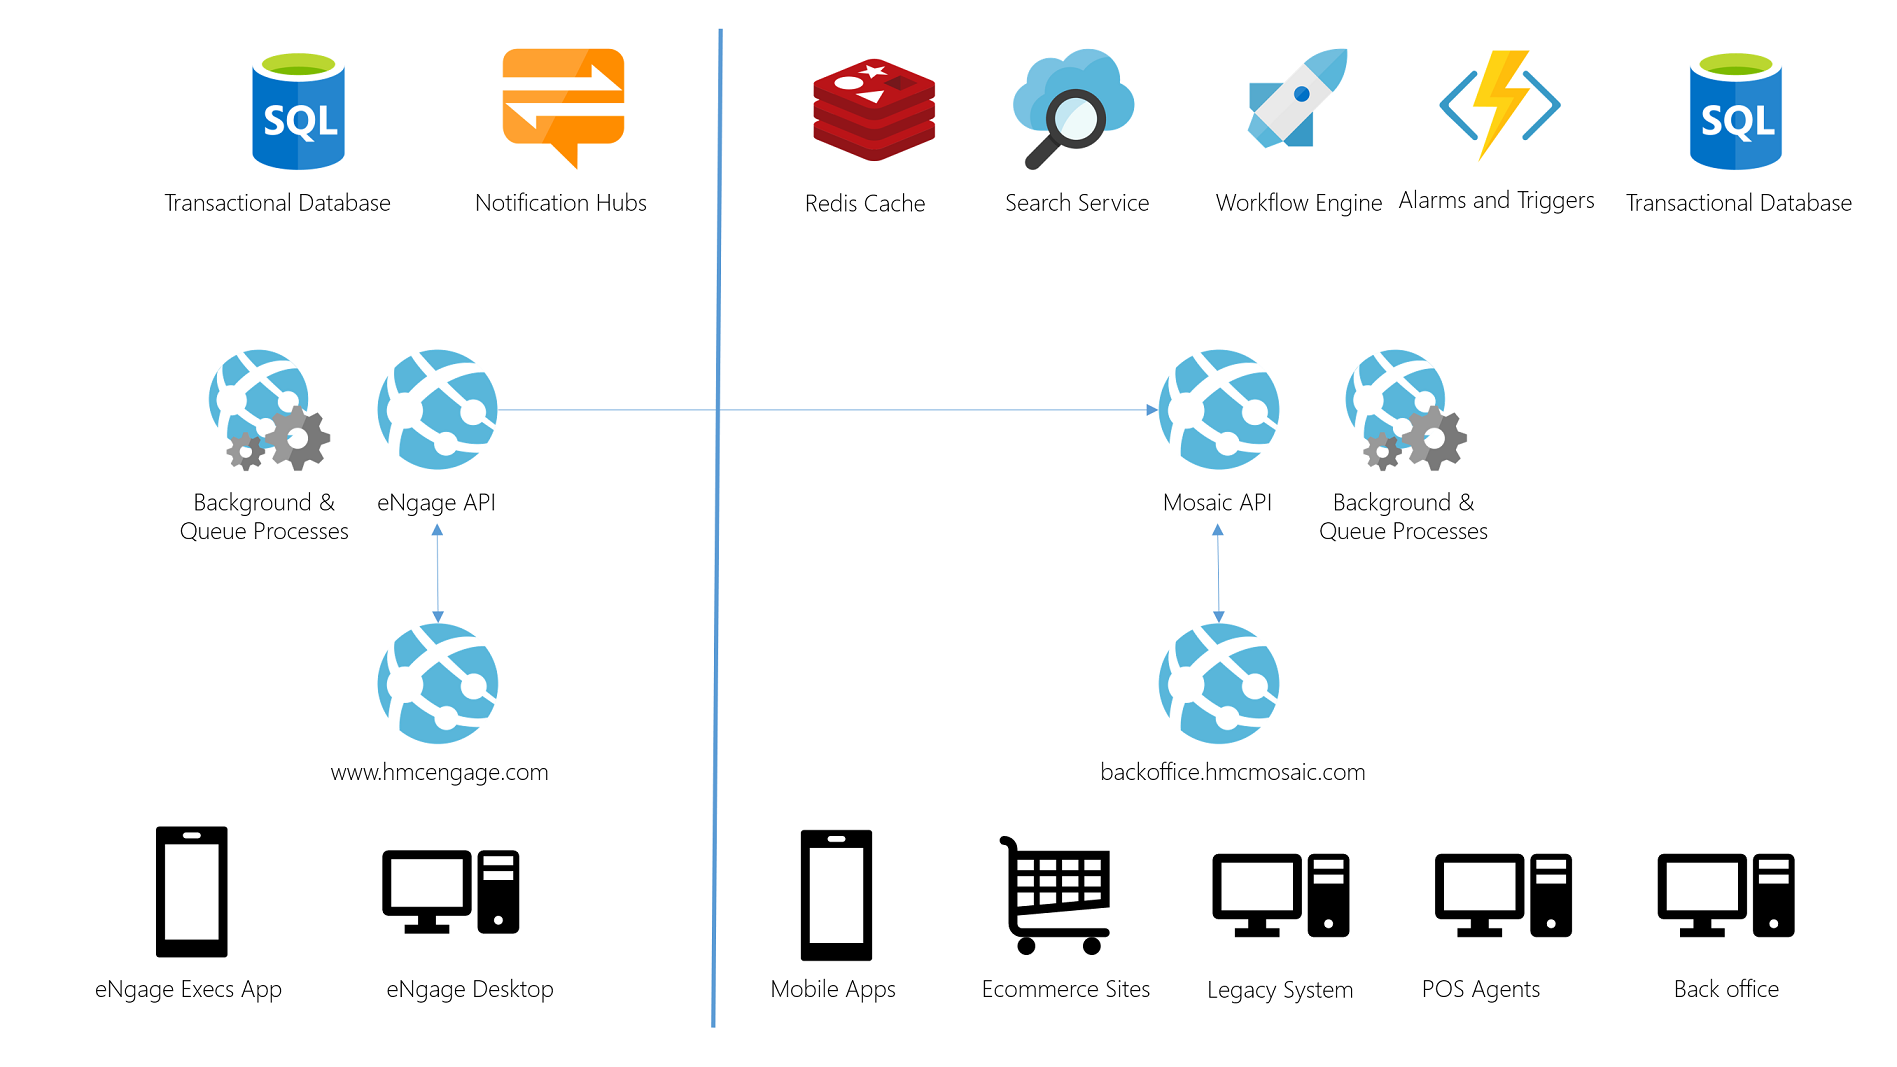 SQL
SQL
Transactional Database
Notification Hubs
Redis Cache
Search Service
Workflow Engine
Alarms and Triggers
Transactional Database
Background &
Queue Processes
eNgage API
Mosaic API
Background &
Queue Processes
www.hmcengage.com
backoffice.hmcmosaic.com
eNgage Execs App
eNgage Desktop
Mobile Apps
Ecommerce Sites
Legacy System
POS Agents
Back office